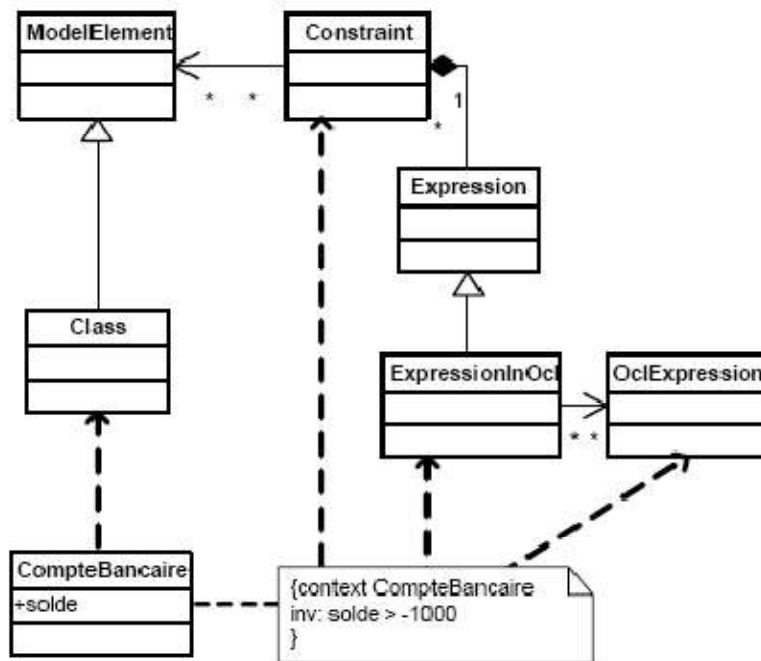 ModelElement
Constraint
* *
1
*
Expression
Class
ExpressionInOcl
OclExpression
* *
CompteBancaire
+solde
{context CompteBancaire
inv: solde > -1000
}